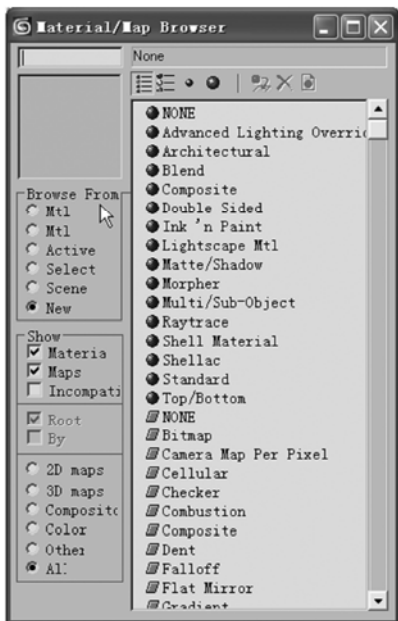 Material/Map Browser
None
Browse From
Mtl
Mtl
Active
Select
Scene
New
Show
Materia
Maps
Incompati
Root
By
2D maps
3D maps
Composite
Color
Other
All
NONE
Advanced Lighting Overric
Architectural
Blend
Composite
Double Sided
Ink 'n Paint
Lightscape Mtl
Matte/Shadow
Morpher
Multi/Sub-Object
Raytrace
Shell Material
Shellac
Standard
Top/Bottom
NONE
Bitmap
Camera Map Per Pixel
Cellular
Checker
Combustion
Composite
Dent
Falloff
Flat Mirror
Gradient